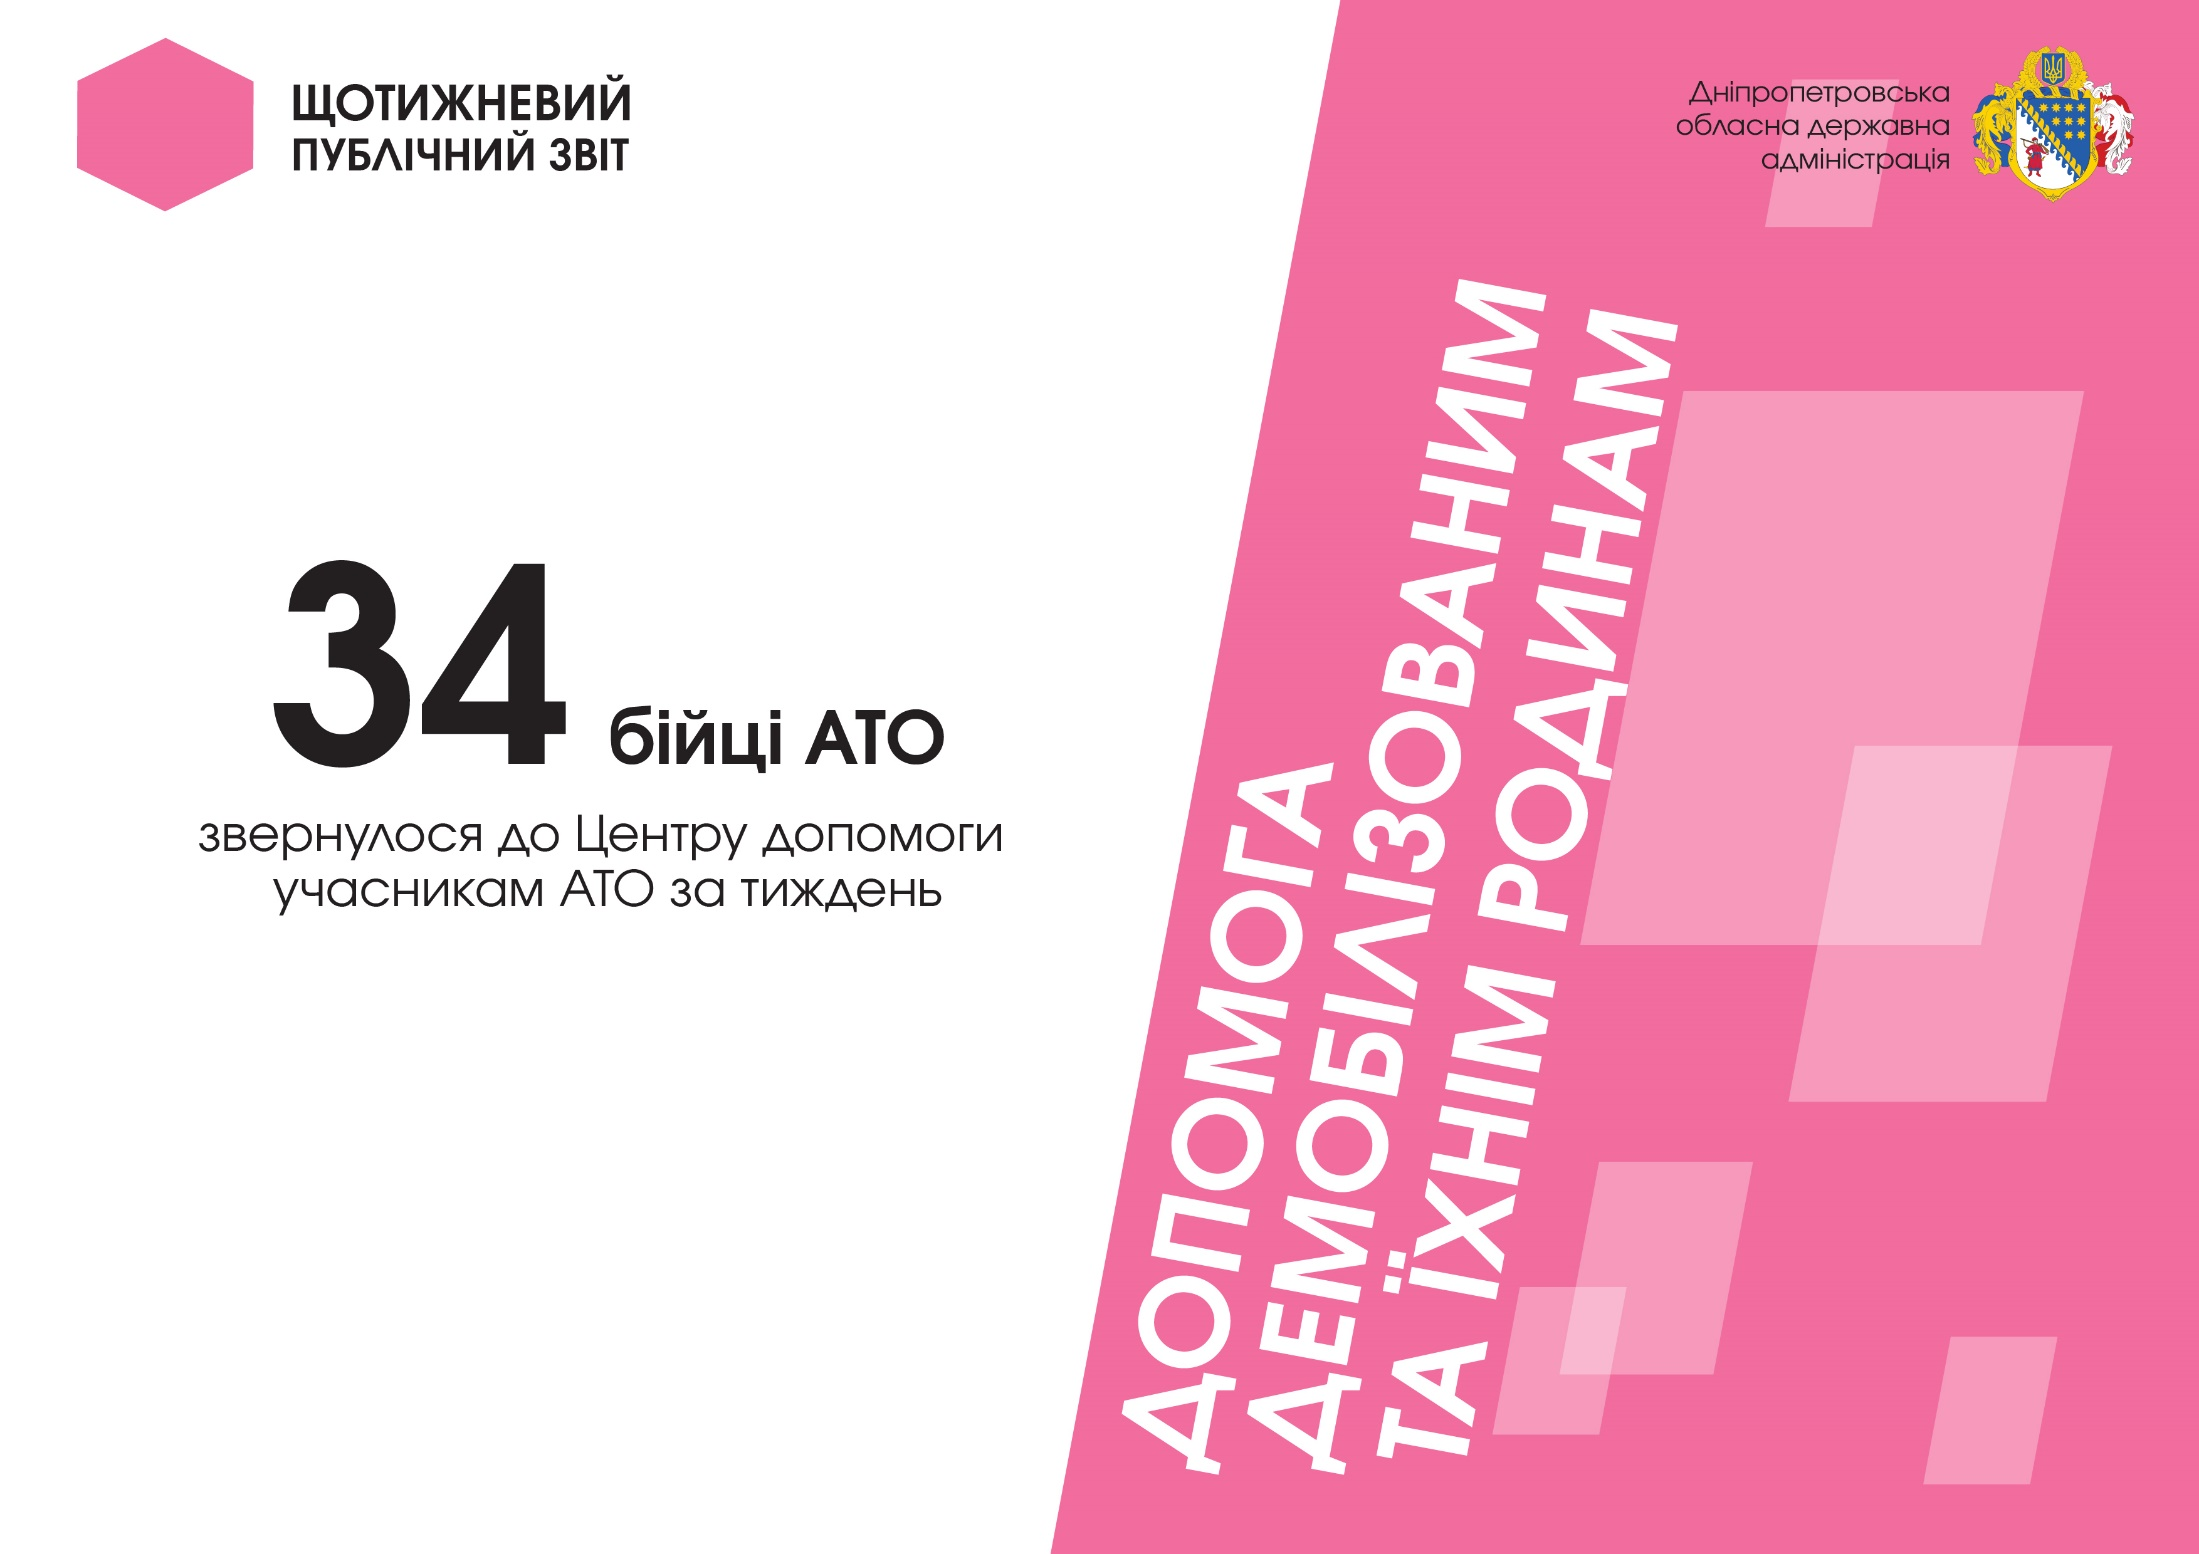 ЩОТИЖНЕВИЙ
ПУБЛІЧНИЙ ЗВІТ
Дніпропетровська
обласна державна
адміністрація
34 бійці АТО
звернулося до Центру допомоги
учасникам АТО за тиждень
ДОПОМОГА
ДЕМОБІЛІЗОВАНИМ
ТА ЇХНІМ РОДИНАМ